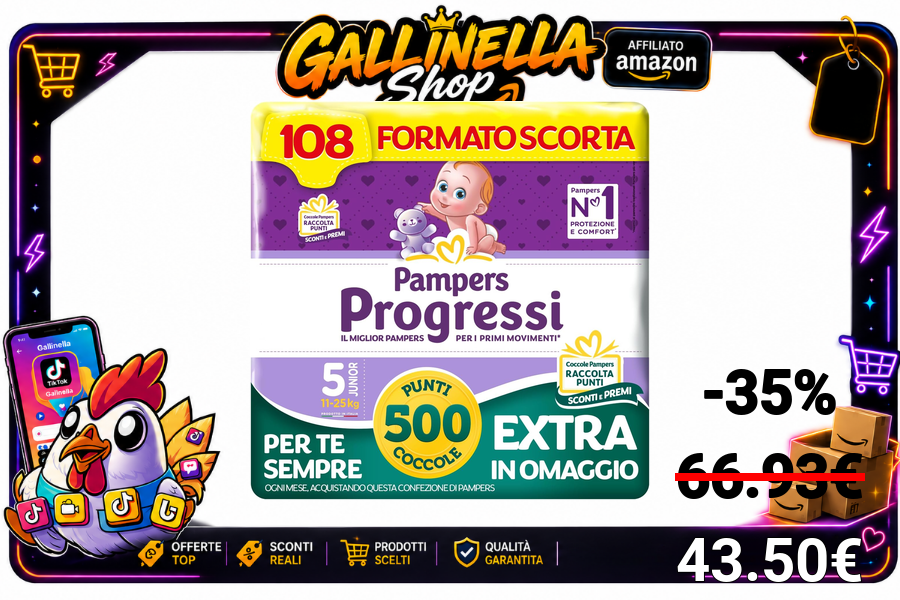 GALLINELLA
Shop
AFFILIATO
amazon
108 FORMATO SCORTA
Coccole Pampers
RACCOLTA
PUNTI
SCONTI E PREMI
Pampers
Nº1
PROTEZIONE
E COMFORT
Pampers
Progressi
IL MIGLIOR PAMPERS PER I PRIMI MOVIMENTI*
5 JUNIOR
11-25 kg
Coccole Pampers
RACCOLTA
PUNTI
SCONTI E PREMI
PUNTI
500
COCCOLE
PER TE
SEMPRE
EXTRA
IN OMAGGIO
OGNI MESE, ACQUISTANDO QUESTA CONFEZIONE DI PAMPERS
Gallinella
TikTok
Gallinella
-35%
66.93€
43.50€
OFFERTE
TOP
SCONTI
REALI
PRODOTTI
SCELTI
QUALITÀ
GARANTITA